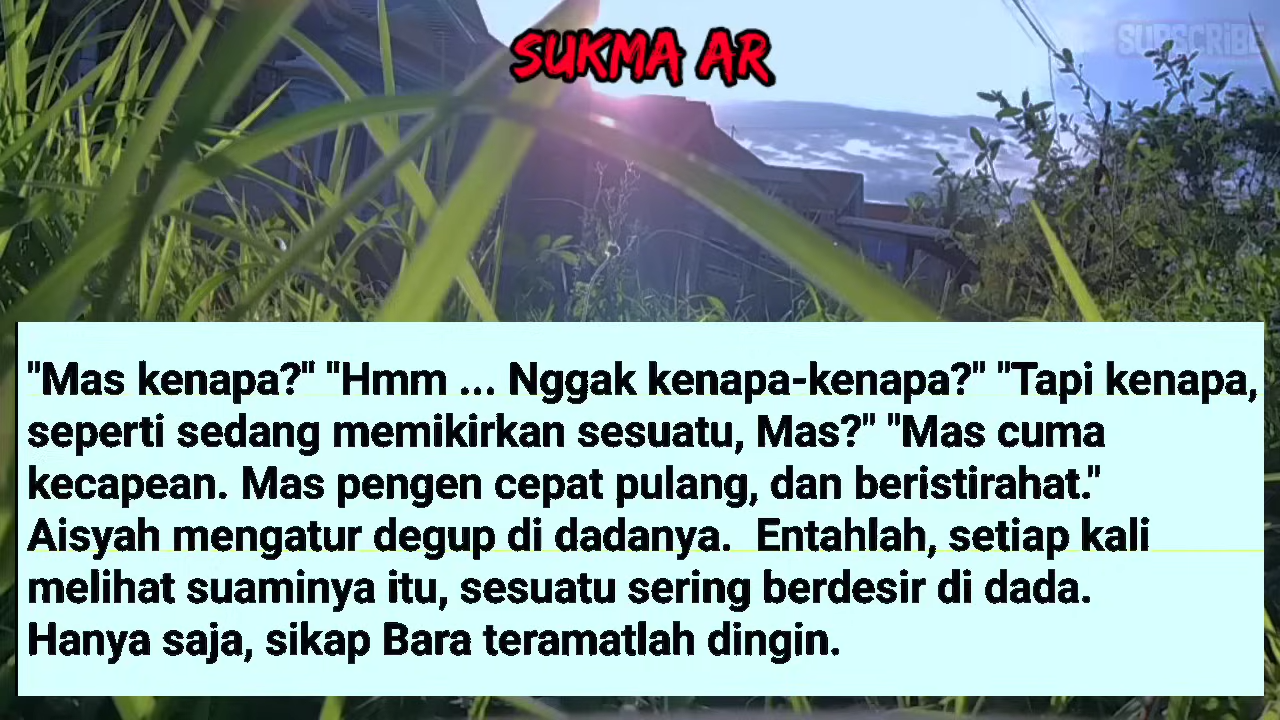 SUKMA AR
SUBSCRIBE
"Mas kenapa?" "Hmm ... Nggak kenapa-kenapa?" "Tapi kenapa,
seperti sedang memikirkan sesuatu, Mas?" "Mas cuma
kecapean. Mas pengen cepat pulang, dan beristirahat."
Aisyah mengatur degup di dadanya.  Entahlah, setiap kali
melihat suaminya itu, sesuatu sering berdesir di dada.
Hanya saja, sikap Bara teramatlah dingin.